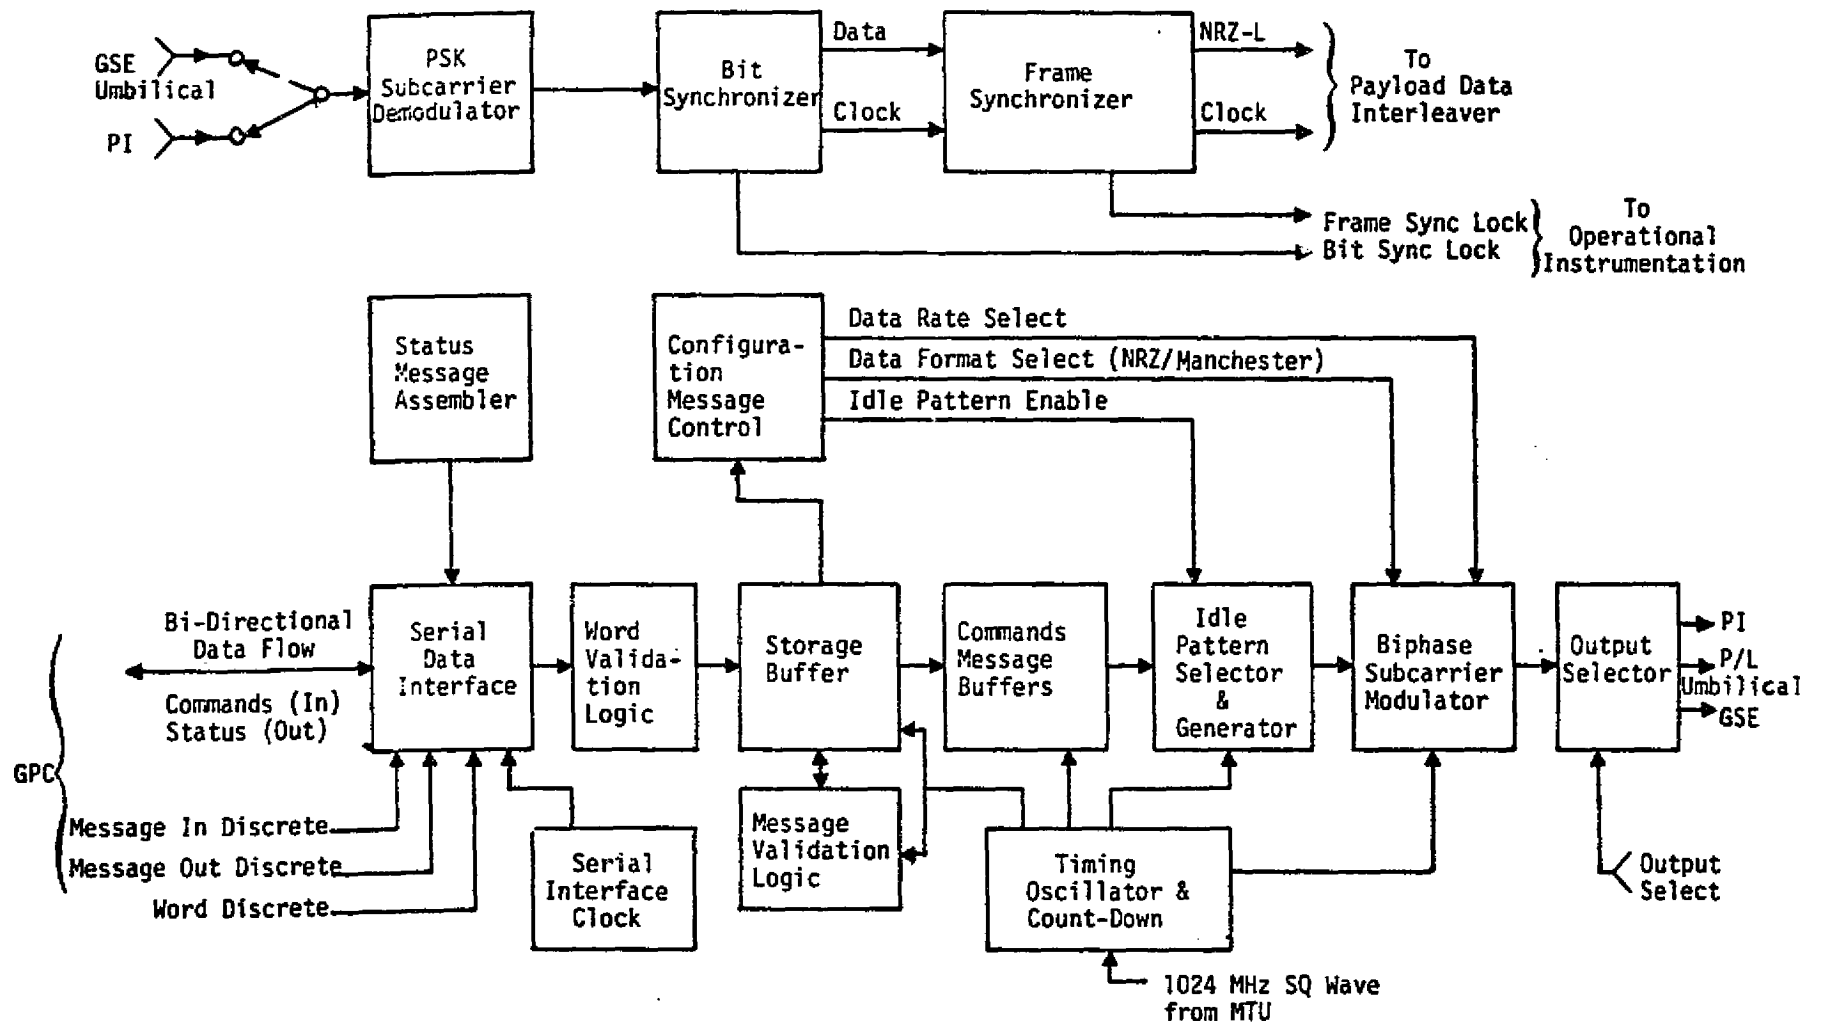 GSE
Umbilical
PI
PSK
Subcarrier
Demodulator
Bit
Synchronizer
Data
Clock
Frame
Synchronizer
NRZ-L
Clock
To
Payload Data
Interleaver
Frame Sync Lock
Bit Sync Lock
To
Operational
Instrumentation
Status
Message
Assembler
Configura-
tion
Message
Control
Data Rate Select
Data Format Select (NRZ/Manchester)
Idle Pattern Enable
GPC
Bi-Directional
Data Flow
Commands (In)
Status (Out)
Message In Discrete
Message Out Discrete
Word Discrete
Serial
Data
Interface
Word
Valida-
tion
Logic
Storage
Buffer
Commands
Message
Buffers
Idle
Pattern
Selector
&
Generator
Biphase
Subcarrier
Modulator
Output
Selector
PI
P/L
Umbilical
GSE
Serial
Interface
Clock
Message
Validation
Logic
Timing
Oscillator &
Count-Down
Output
Select
1024 MHz SQ Wave
from MTU